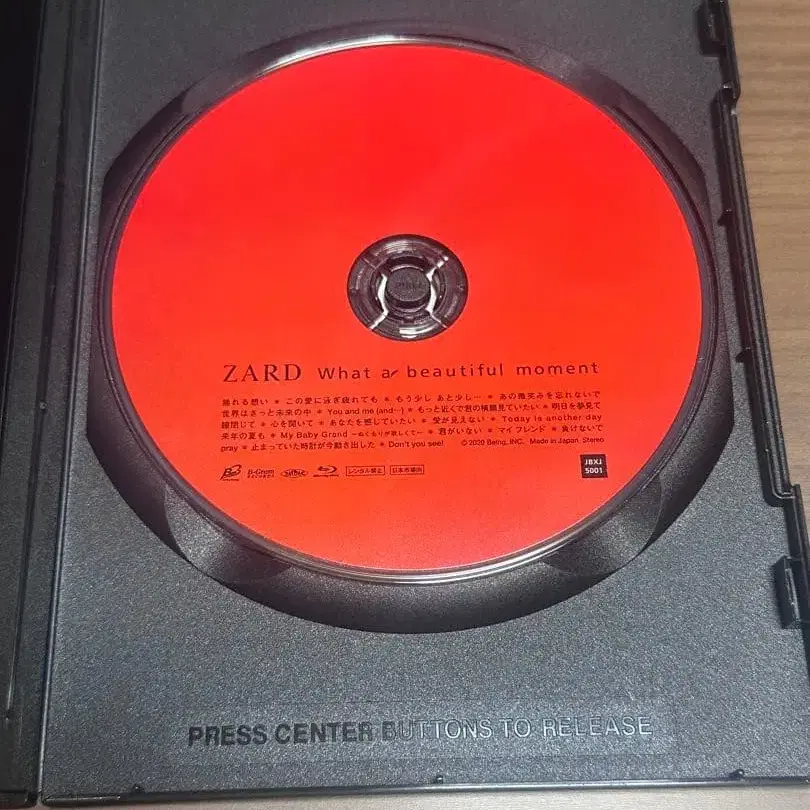 ZARD What a beautiful moment
揺れる想い * この愛に泳ぎ疲れても * もう少し あと少し… * あの微笑みを忘れないで
世界はきっと未来の中 * You and me (and…) * もっと近くで君の横顔見ていたい * 明日を夢見て
瞳閉じて * 心を開いて * あなたを感じていたい * 愛が見えない * Today is another day
来年の夏も * My Baby Grand ~ぬくもりが欲しくて~ * 君がいない * マイ フレンド * 負けないで
pray * 止まっていた時計が今動き出した * Don't you see! © 2020 Being, INC. Made in Japan. Stereo
B-Gram RECORDS レンタル禁止 日本市場向
JBXJ
5001
PRESS CENTER BUTTONS TO RELEASE